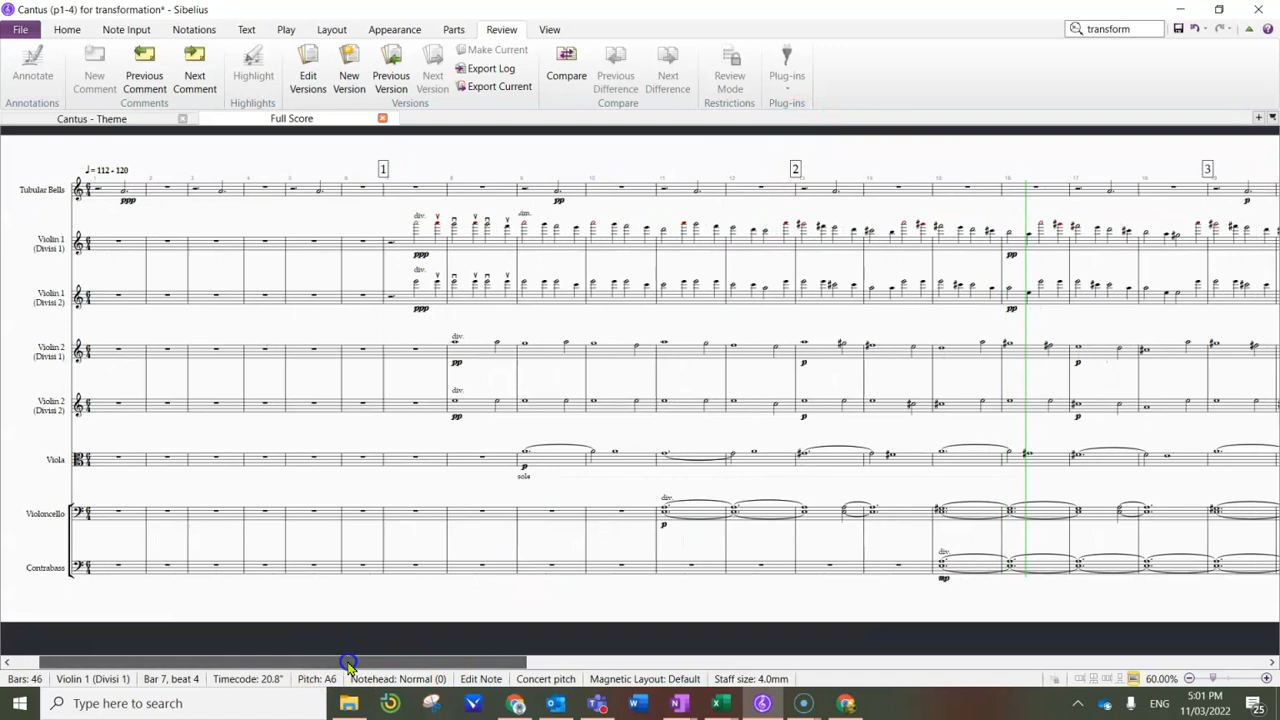 Cantus (p1-4) for transformation* - Sibelius
File Home Note Input Notations Text Play Layout Appearance Parts Review View transform
Annotate
New Comment
Previous Comment
Next Comment
Highlight
Edit Versions
New Version
Previous Version
Next Version
Make Current
Export Log
Export Current
Compare
Previous Difference
Next Difference
Review Mode
Plug-ins
Annotations Comments Highlights Versions Compare Restrictions Plug-ins
Cantus - Theme Full Score
♩ = 112 - 120 1 2 3
Tubular Bells
ppp pp p
div. sim.
Violin 1
(Divisi 1)
ppp pp
div.
Violin 1
(Divisi 2)
ppp pp
div.
Violin 2
(Divisi 1)
pp p p
div.
Violin 2
(Divisi 2)
pp p p
Viola
p
sole
div.
Violoncello
p
div.
Contrabass
mp
Bars: 46 Violin 1 (Divisi 1) Bar 7, beat 4 Timecode: 20.8" Pitch: A6 Notehead: Normal (0) Edit Note Concert pitch Magnetic Layout: Default Staff size: 4.0mm 60.00%
Type here to search
ENG
5:01 PM
11/03/2022
25